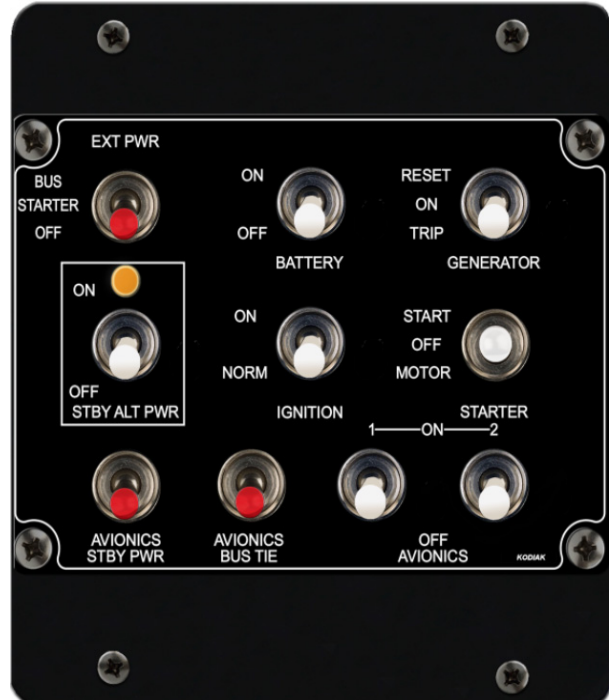 EXT PWR
BUS
STARTER
OFF
ON
OFF
BATTERY
RESET
ON
TRIP
GENERATOR
ON
OFF
STBY ALT PWR
ON
NORM
IGNITION
START
OFF
MOTOR
STARTER
1 ON 2
AVIONICS
STBY PWR
AVIONICS
BUS TIE
OFF
AVIONICS
KODIAK